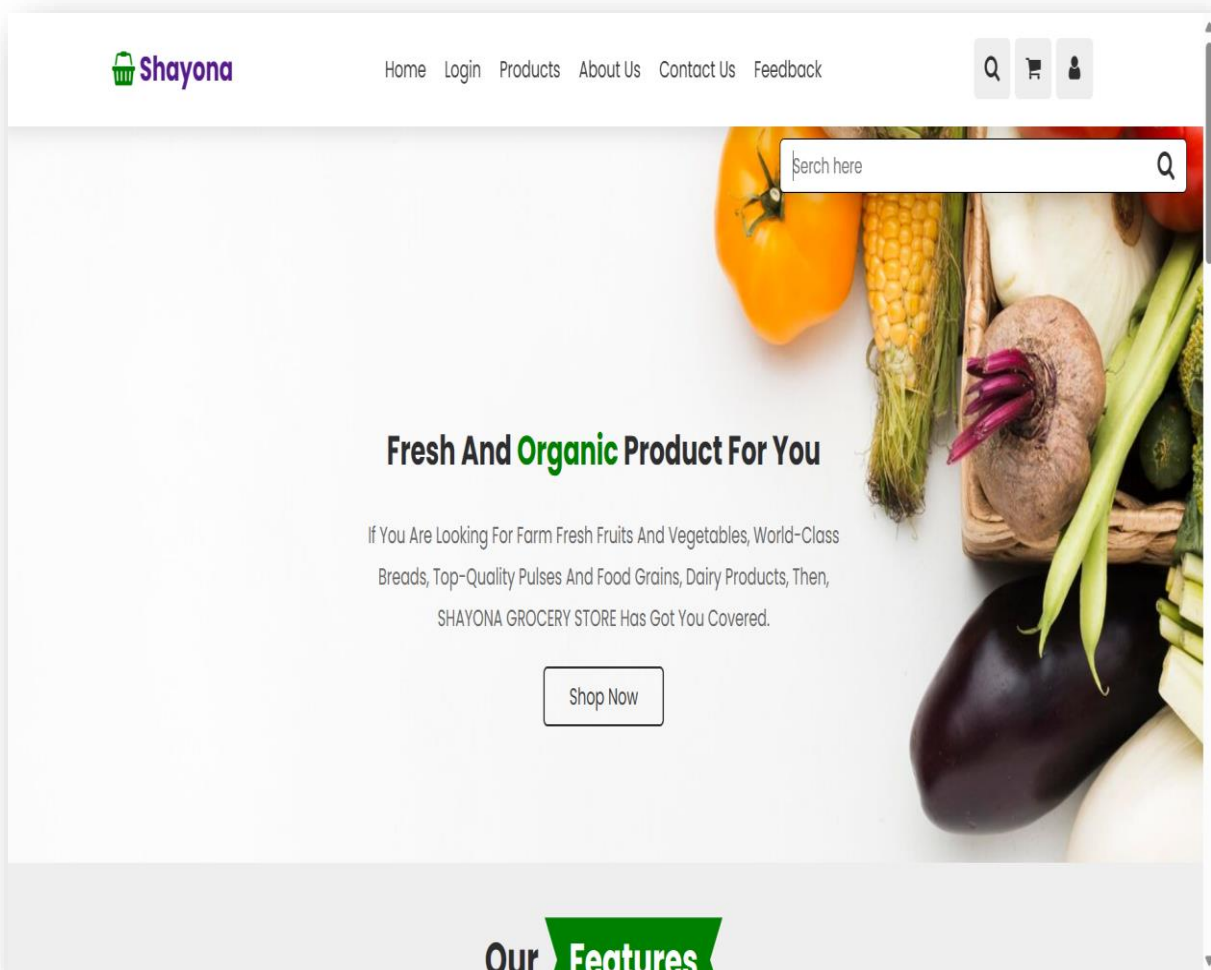 Shayona
Home Login Products About Us Contact Us Feedback
Serch here
Fresh And Organic Product For You
If You Are Looking For Farm Fresh Fruits And Vegetables, World-Class
Breads, Top-Quality Pulses And Food Grains, Dairy Products, Then,
SHAYONA GROCERY STORE Has Got You Covered.
Shop Now
Our Features